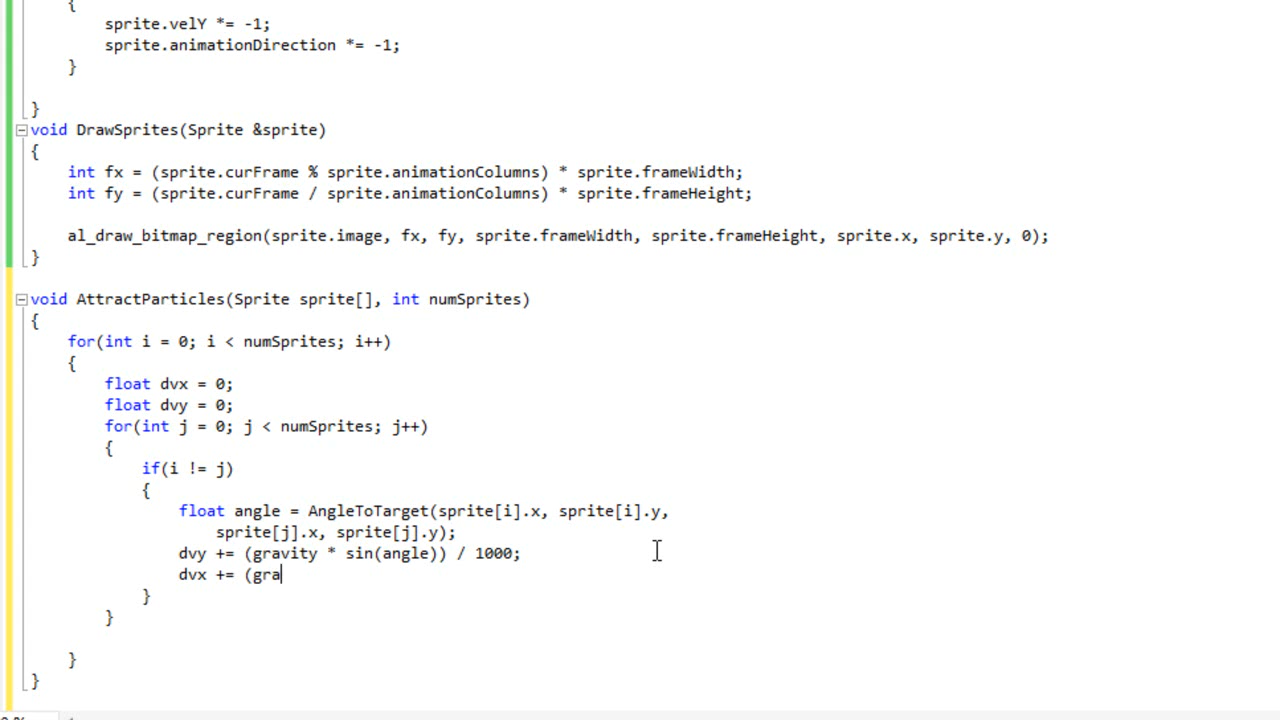 {
sprite.velY *= -1;
sprite.animationDirection *= -1;
}
}
void DrawSprites(Sprite &sprite)
{
int fx = (sprite.curFrame % sprite.animationColumns) * sprite.frameWidth;
int fy = (sprite.curFrame / sprite.animationColumns) * sprite.frameHeight;
al_draw_bitmap_region(sprite.image, fx, fy, sprite.frameWidth, sprite.frameHeight, sprite.x, sprite.y, 0);
}
void AttractParticles(Sprite sprite[], int numSprites)
{
for(int i = 0; i < numSprites; i++)
{
float dvx = 0;
float dvy = 0;
for(int j = 0; j < numSprites; j++)
{
if(i != j)
{
float angle = AngleToTarget(sprite[i].x, sprite[i].y,
sprite[j].x, sprite[j].y);
dvy += (gravity * sin(angle)) / 1000;
dvx += (gra
}
}
}
}